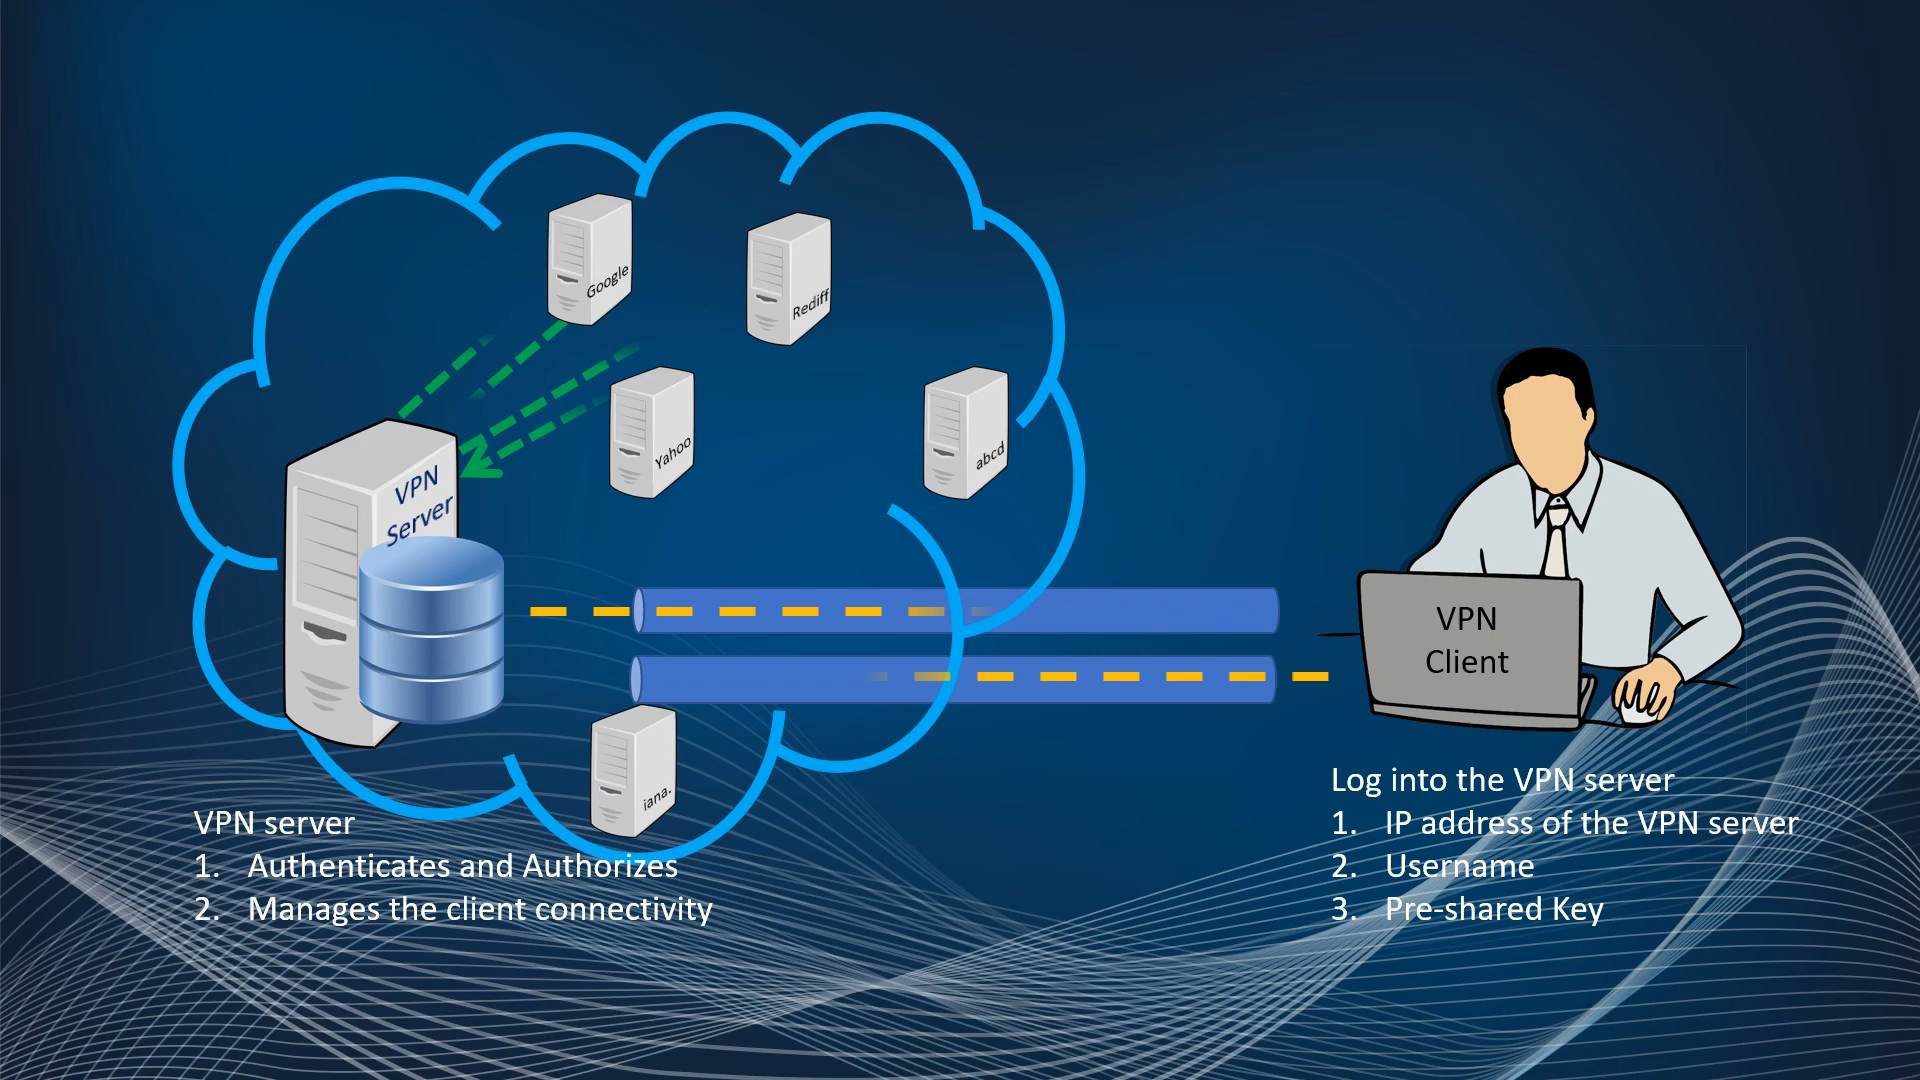 Google
Rediff
Yahoo
abcd
VPN
Server
iana.
VPN
Client
VPN server
1. Authenticates and Authorizes
2. Manages the client connectivity
Log into the VPN server
1. IP address of the VPN server
2. Username
3. Pre-shared Key